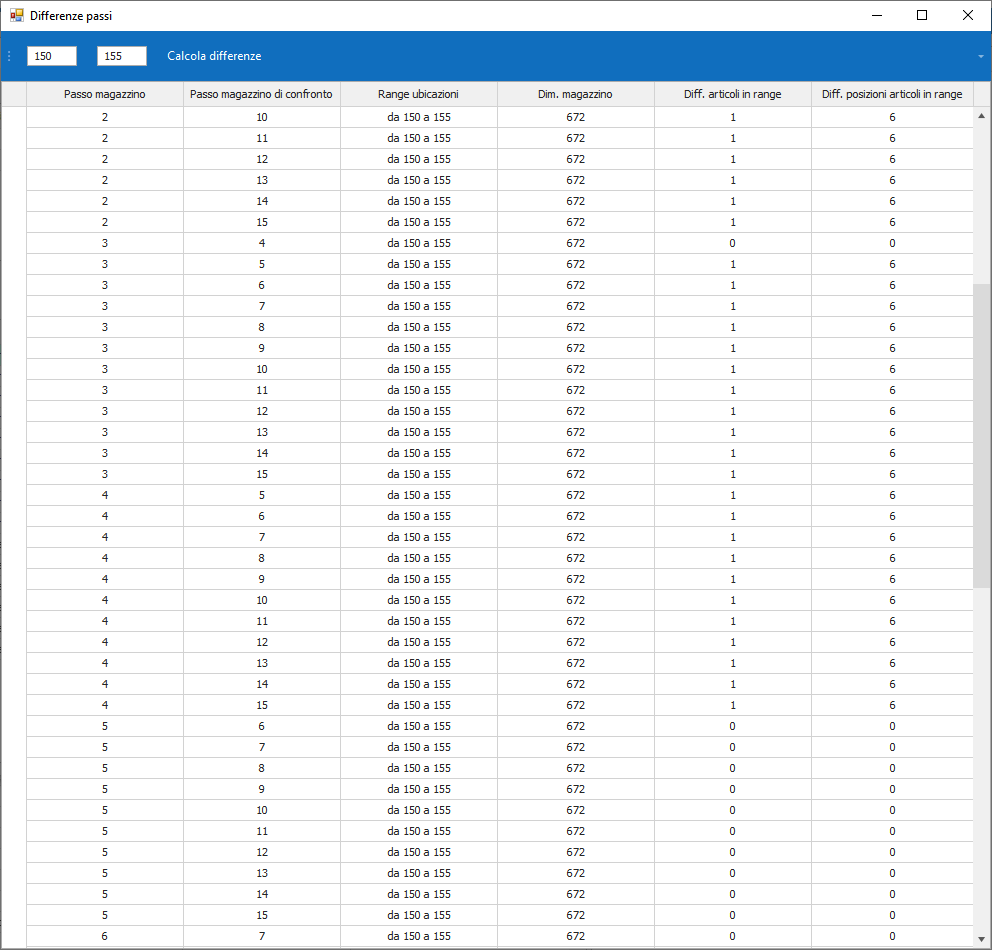 Differenze passi
150 155 Calcola differenze
Passo magazzino Passo magazzino di confronto Range ubicazioni Dim. magazzino Diff. articoli in range Diff. posizioni articoli in range
2 10 da 150 a 155 672 1 6
2 11 da 150 a 155 672 1 6
2 12 da 150 a 155 672 1 6
2 13 da 150 a 155 672 1 6
2 14 da 150 a 155 672 1 6
2 15 da 150 a 155 672 1 6
3 4 da 150 a 155 672 0 0
3 5 da 150 a 155 672 1 6
3 6 da 150 a 155 672 1 6
3 7 da 150 a 155 672 1 6
3 8 da 150 a 155 672 1 6
3 9 da 150 a 155 672 1 6
3 10 da 150 a 155 672 1 6
3 11 da 150 a 155 672 1 6
3 12 da 150 a 155 672 1 6
3 13 da 150 a 155 672 1 6
3 14 da 150 a 155 672 1 6
3 15 da 150 a 155 672 1 6
4 5 da 150 a 155 672 1 6
4 6 da 150 a 155 672 1 6
4 7 da 150 a 155 672 1 6
4 8 da 150 a 155 672 1 6
4 9 da 150 a 155 672 1 6
4 10 da 150 a 155 672 1 6
4 11 da 150 a 155 672 1 6
4 12 da 150 a 155 672 1 6
4 13 da 150 a 155 672 1 6
4 14 da 150 a 155 672 1 6
4 15 da 150 a 155 672 1 6
5 6 da 150 a 155 672 0 0
5 7 da 150 a 155 672 0 0
5 8 da 150 a 155 672 0 0
5 9 da 150 a 155 672 0 0
5 10 da 150 a 155 672 0 0
5 11 da 150 a 155 672 0 0
5 12 da 150 a 155 672 0 0
5 13 da 150 a 155 672 0 0
5 14 da 150 a 155 672 0 0
5 15 da 150 a 155 672 0 0
6 7 da 150 a 155 672 0 0